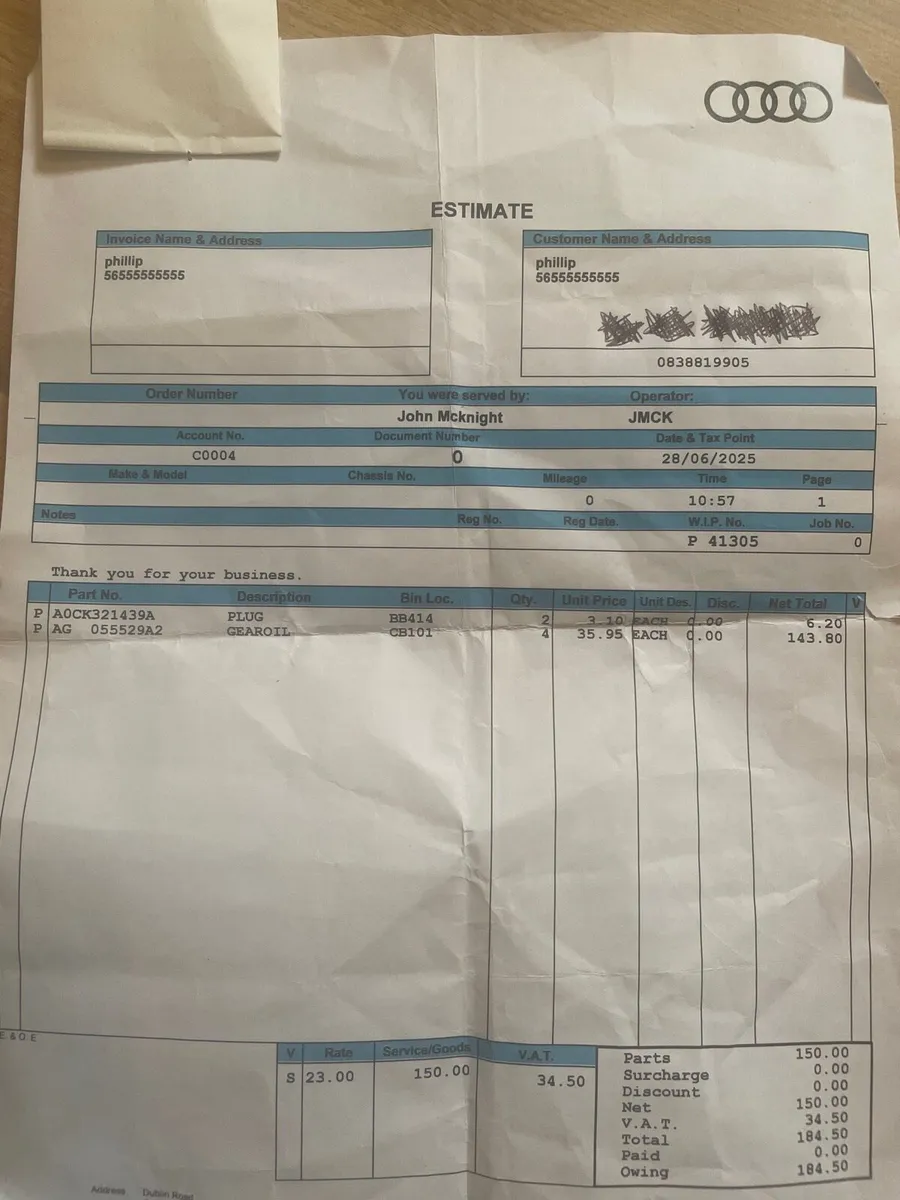 ESTIMATE
Invoice Name & Address
phillip
56555555555
Customer Name & Address
phillip
56555555555
0838819905
Order Number You were served by: Operator:
John Mcknight JMCK
Account No. Document Number Date & Tax Point
C0004 0 28/06/2025
Make & Model Chassis No. Mileage Time Page
0 10:57 1
Notes Reg No. Reg Date. W.I.P. No. Job No.
P 41305 0
Thank you for your business.
Part No. Description Bin Loc. Qty. Unit Price Unit Des. Disc. Net Total V
P A0CK321439A PLUG BB414 2 3.10 EACH 0.00 6.20
P AG 055529A2 GEAROIL CB101 4 35.95 EACH 0.00 143.80
E & O E
V Rate Service/Goods V.A.T.
S 23.00 150.00 34.50
Parts 150.00
Surcharge 0.00
Discount 0.00
Net 150.00
V.A.T. 34.50
Total 184.50
Paid 0.00
Owing 184.50
Address Dublin Road